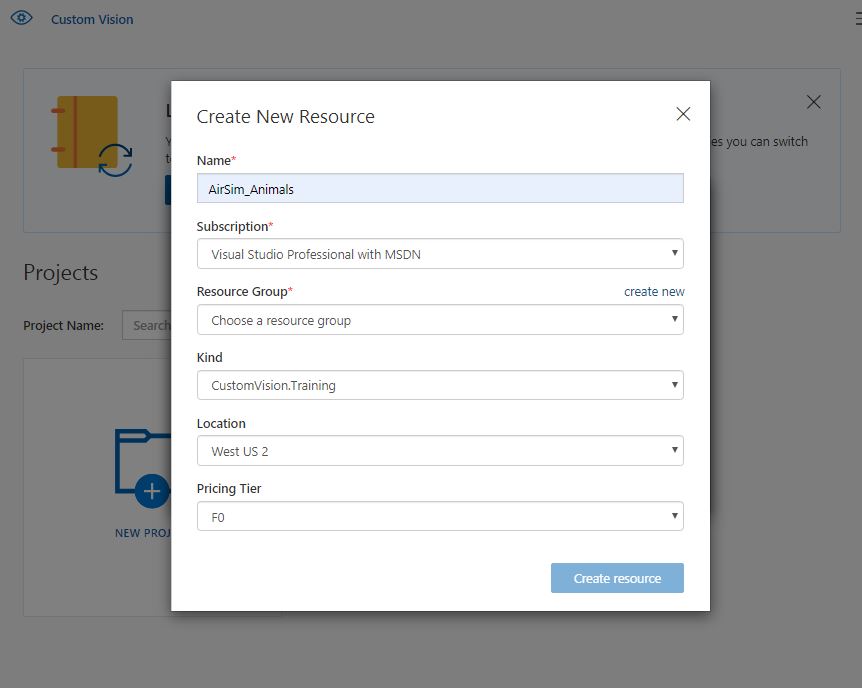 Custom Vision
es you can switch
Create New Resource
Name*
AirSim_Animals
Subscription*
Visual Studio Professional with MSDN
Resource Group*
create new
Choose a resource group
Kind
CustomVision.Training
Location
West US 2
Pricing Tier
F0
Create resource
Projects
Project Name:
Search
NEW PROJ